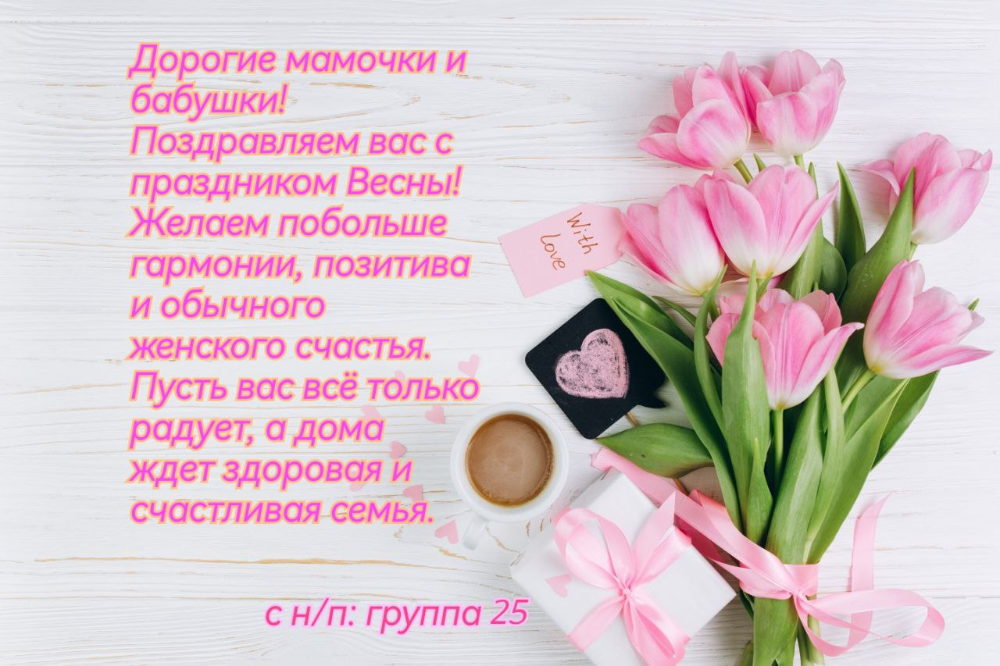 Дорогие мамочки и
бабушки!
Поздравляем вас с
праздником Весны!
Желаем побольше
гармонии, позитива
и обычного
женского счастья.
Пусть вас всё только
радует, а дома
ждет здоровая и
счастливая семья.
With
Love
с н/п: группа 25